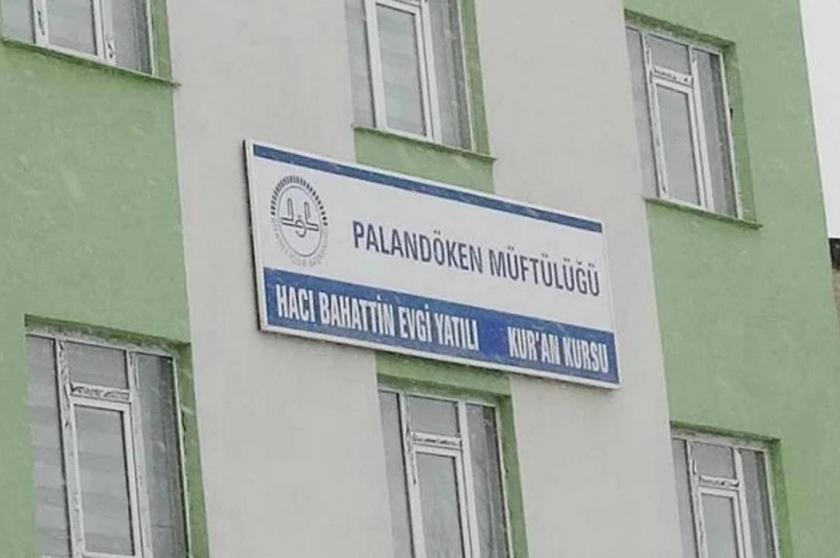 PALANDÖKEN MÜFTÜLÜĞÜ
HACI BAHATTİN EVGİ YATILI KUR'AN KURSU